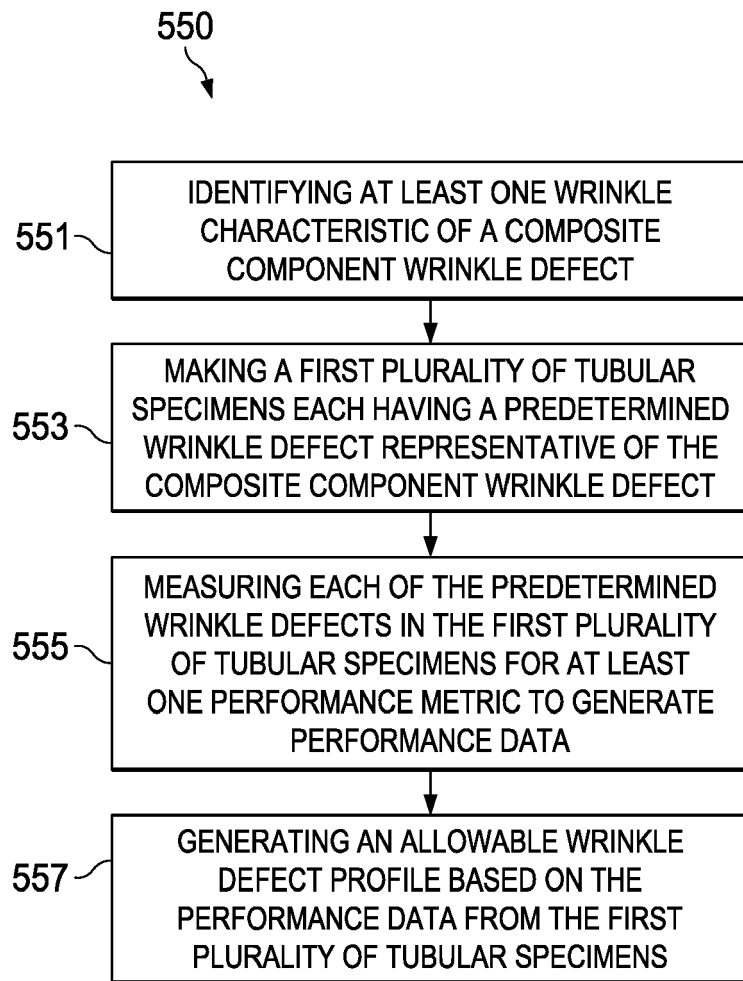 550
551
IDENTIFYING AT LEAST ONE WRINKLE
CHARACTERISTIC OF A COMPOSITE
COMPONENT WRINKLE DEFECT
553
MAKING A FIRST PLURALITY OF TUBULAR
SPECIMENS EACH HAVING A PREDETERMINED
WRINKLE DEFECT REPRESENTATIVE OF THE
COMPOSITE COMPONENT WRINKLE DEFECT
555
MEASURING EACH OF THE PREDETERMINED
WRINKLE DEFECTS IN THE FIRST PLURALITY
OF TUBULAR SPECIMENS FOR AT LEAST
ONE PERFORMANCE METRIC TO GENERATE
PERFORMANCE DATA
557
GENERATING AN ALLOWABLE WRINKLE
DEFECT PROFILE BASED ON THE
PERFORMANCE DATA FROM THE FIRST
PLURALITY OF TUBULAR SPECIMENS